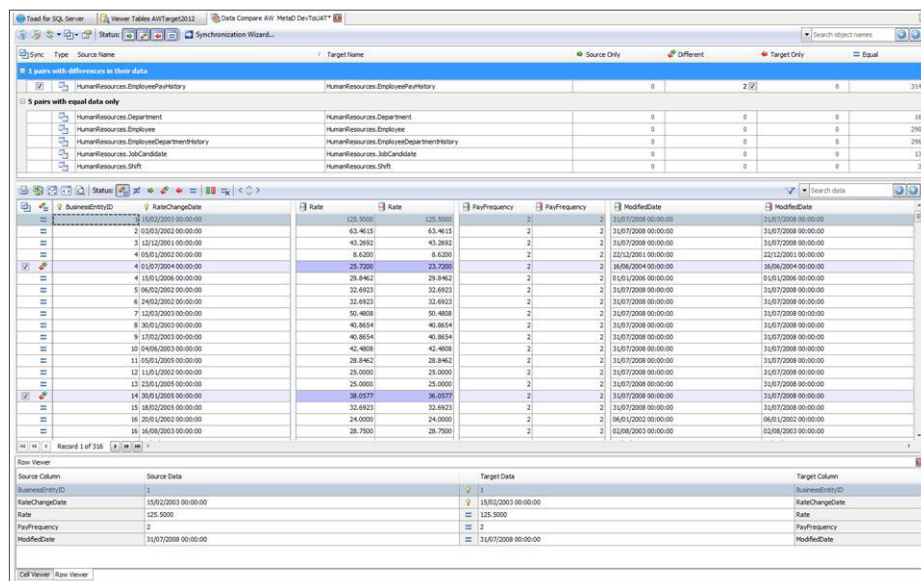 Toad for SQL Server Viewer Tables AWTarget2012 Data Compare AW MetaD DevToUAT*
Status: Synchronization Wizard... Search object names
Sync Type Source Name Target Name Source Only Different Target Only Equal
1 pairs with differences in their data
HumanResources.EmployeePayHistory HumanResources.EmployeePayHistory 0 2 0 314
5 pairs with equal data only
HumanResources.Department HumanResources.Department 0 0 0 16
HumanResources.Employee HumanResources.Employee 0 0 0 290
HumanResources.EmployeeDepartmentHistory HumanResources.EmployeeDepartmentHistory 0 0 0 296
HumanResources.JobCandidate HumanResources.JobCandidate 0 0 0 13
HumanResources.Shift HumanResources.Shift 0 0 0 3
Status: Search data
BusinessEntityID RateChangeDate Rate Rate PayFrequency PayFrequency ModifiedDate ModifiedDate
1 15/02/2003 00:00:00 125.5000 125.5000 2 2 31/07/2008 00:00:00 31/07/2008 00:00:00
2 03/03/2002 00:00:00 63.4615 63.4615 2 2 31/07/2008 00:00:00 31/07/2008 00:00:00
3 12/12/2001 00:00:00 43.2692 43.2692 2 2 31/07/2008 00:00:00 31/07/2008 00:00:00
4 05/01/2002 00:00:00 8.6200 8.6200 2 2 22/12/2001 00:00:00 22/12/2001 00:00:00
4 01/07/2004 00:00:00 25.7200 23.7200 2 2 16/06/2004 00:00:00 16/06/2004 00:00:00
4 15/01/2006 00:00:00 29.8462 29.8462 2 2 01/01/2006 00:00:00 01/01/2006 00:00:00
5 06/02/2002 00:00:00 32.6923 32.6923 2 2 31/07/2008 00:00:00 31/07/2008 00:00:00
6 24/02/2002 00:00:00 32.6923 32.6923 2 2 31/07/2008 00:00:00 31/07/2008 00:00:00
7 12/03/2003 00:00:00 50.4808 50.4808 2 2 31/07/2008 00:00:00 31/07/2008 00:00:00
8 30/01/2003 00:00:00 40.8654 40.8654 2 2 31/07/2008 00:00:00 31/07/2008 00:00:00
9 17/02/2003 00:00:00 40.8654 40.8654 2 2 31/07/2008 00:00:00 31/07/2008 00:00:00
10 04/06/2003 00:00:00 42.4808 42.4808 2 2 31/07/2008 00:00:00 31/07/2008 00:00:00
11 05/01/2005 00:00:00 28.8462 28.8462 2 2 31/07/2008 00:00:00 31/07/2008 00:00:00
12 11/01/2002 00:00:00 25.0000 25.0000 2 2 31/07/2008 00:00:00 31/07/2008 00:00:00
13 23/01/2005 00:00:00 25.0000 25.0000 2 2 31/07/2008 00:00:00 31/07/2008 00:00:00
14 30/01/2005 00:00:00 38.0577 36.0577 2 2 31/07/2008 00:00:00 31/07/2008 00:00:00
15 18/02/2005 00:00:00 32.6923 32.6923 2 2 31/07/2008 00:00:00 31/07/2008 00:00:00
16 20/01/2002 00:00:00 24.0000 24.0000 2 2 06/01/2002 00:00:00 06/01/2002 00:00:00
16 16/08/2003 00:00:00 28.7500 28.7500 2 2 02/08/2003 00:00:00 02/08/2003 00:00:00
Record 1 of 316
Row Viewer
Source Column Source Data Target Data Target Column
BusinessEntityID 1 1 BusinessEntityID
RateChangeDate 15/02/2003 00:00:00 15/02/2003 00:00:00 RateChangeDate
Rate 125.5000 125.5000 Rate
PayFrequency 2 2 PayFrequency
ModifiedDate 31/07/2008 00:00:00 31/07/2008 00:00:00 ModifiedDate
Cell Viewer Row Viewer